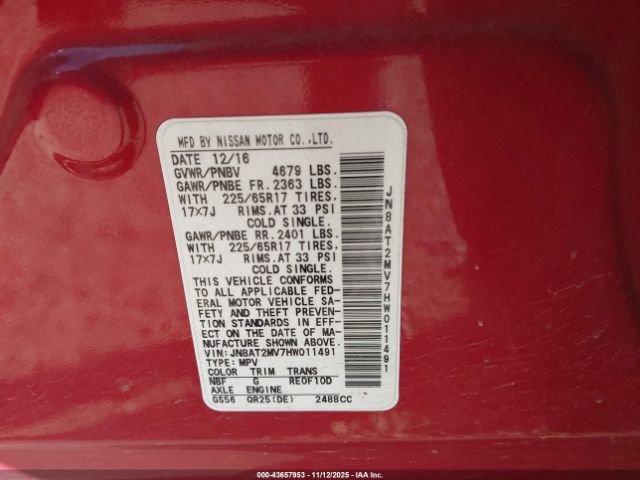 MFD BY NISSAN MOTOR CO.,LTD.
DATE 12/16
GVWR/PNBV 4679 LBS.
GAWR/PNBE FR. 2363 LBS.
WITH 225/65R17 TIRES,
17×7J RIMS.AT 33 PSI
COLD SINGLE.
GAWR/PNBE RR. 2401 LBS.
WITH 225/65R17 TIRES,
17×7J RIMS.AT 33 PSI
COLD SINGLE.
THIS VEHICLE CONFORMS
TO ALL APPLICABLE FED-
ERAL MOTOR VEHICLE SA-
FETY AND THEFT PREVEN-
TION STANDARDS IN EFF-
ECT ON THE DATE OF MA-
NUFACTURE SHOWN ABOVE.
VIN:JN8AT2MV7HW011491
TYPE:MPV
COLOR TRIM TRANS
NBF G RE0F10D
AXLE ENGINE
GS56 QR25(DE) 2488CC
JN8AT2MV7HW011491
000-43657953 - 11/12/2025 - © IAA, Inc.